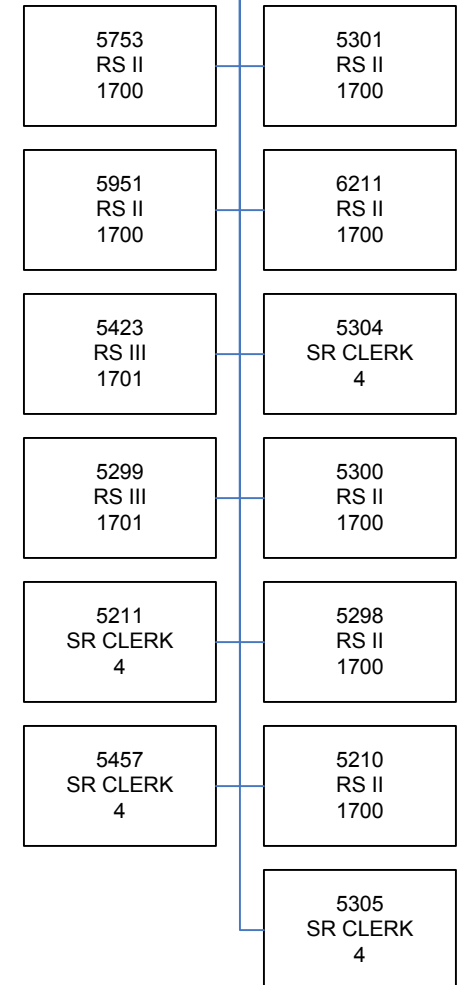 5753
RS II
1700
5301
RS II
1700
5951
RS II
1700
6211
RS II
1700
5423
RS III
1701
5304
SR CLERK
4
5299
RS III
1701
5300
RS II
1700
5211
SR CLERK
4
5298
RS II
1700
5457
SR CLERK
4
5210
RS II
1700
5305
SR CLERK
4